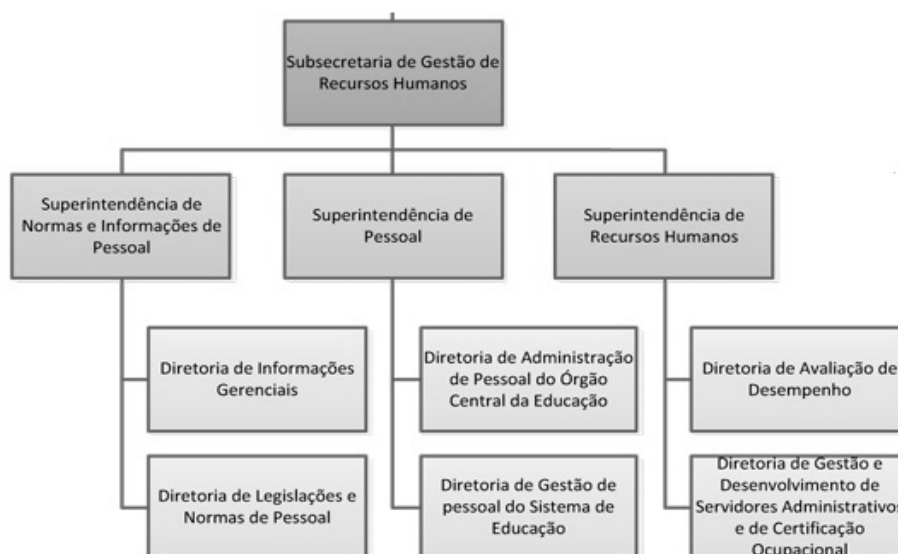 Subsecretaria de Gestão de
Recursos Humanos
Superintendência de
Normas e Informações de
Pessoal
Superintendência de
Pessoal
Superintendência de
Recursos Humanos
Diretoria de Informações
Gerenciais
Diretoria de Administração
de Pessoal do Órgão
Central da Educação
Diretoria de Avaliação de
Desempenho
Diretoria de Legislações e
Normas de Pessoal
Diretoria de Gestão de
pessoal do Sistema de
Educação
Diretoria de Gestão e
Desenvolvimento de
Servidores Administrativos
e de Certificação
Ocupacional